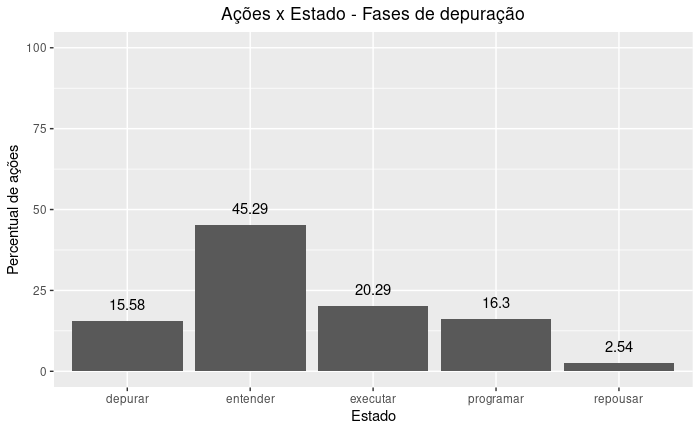 Ações x Estado - Fases de depuração
Percentual de ações
100
75
50
25
0
15.58
45.29
20.29
16.3
2.54
depurar
entender
executar
programar
repousar
Estado